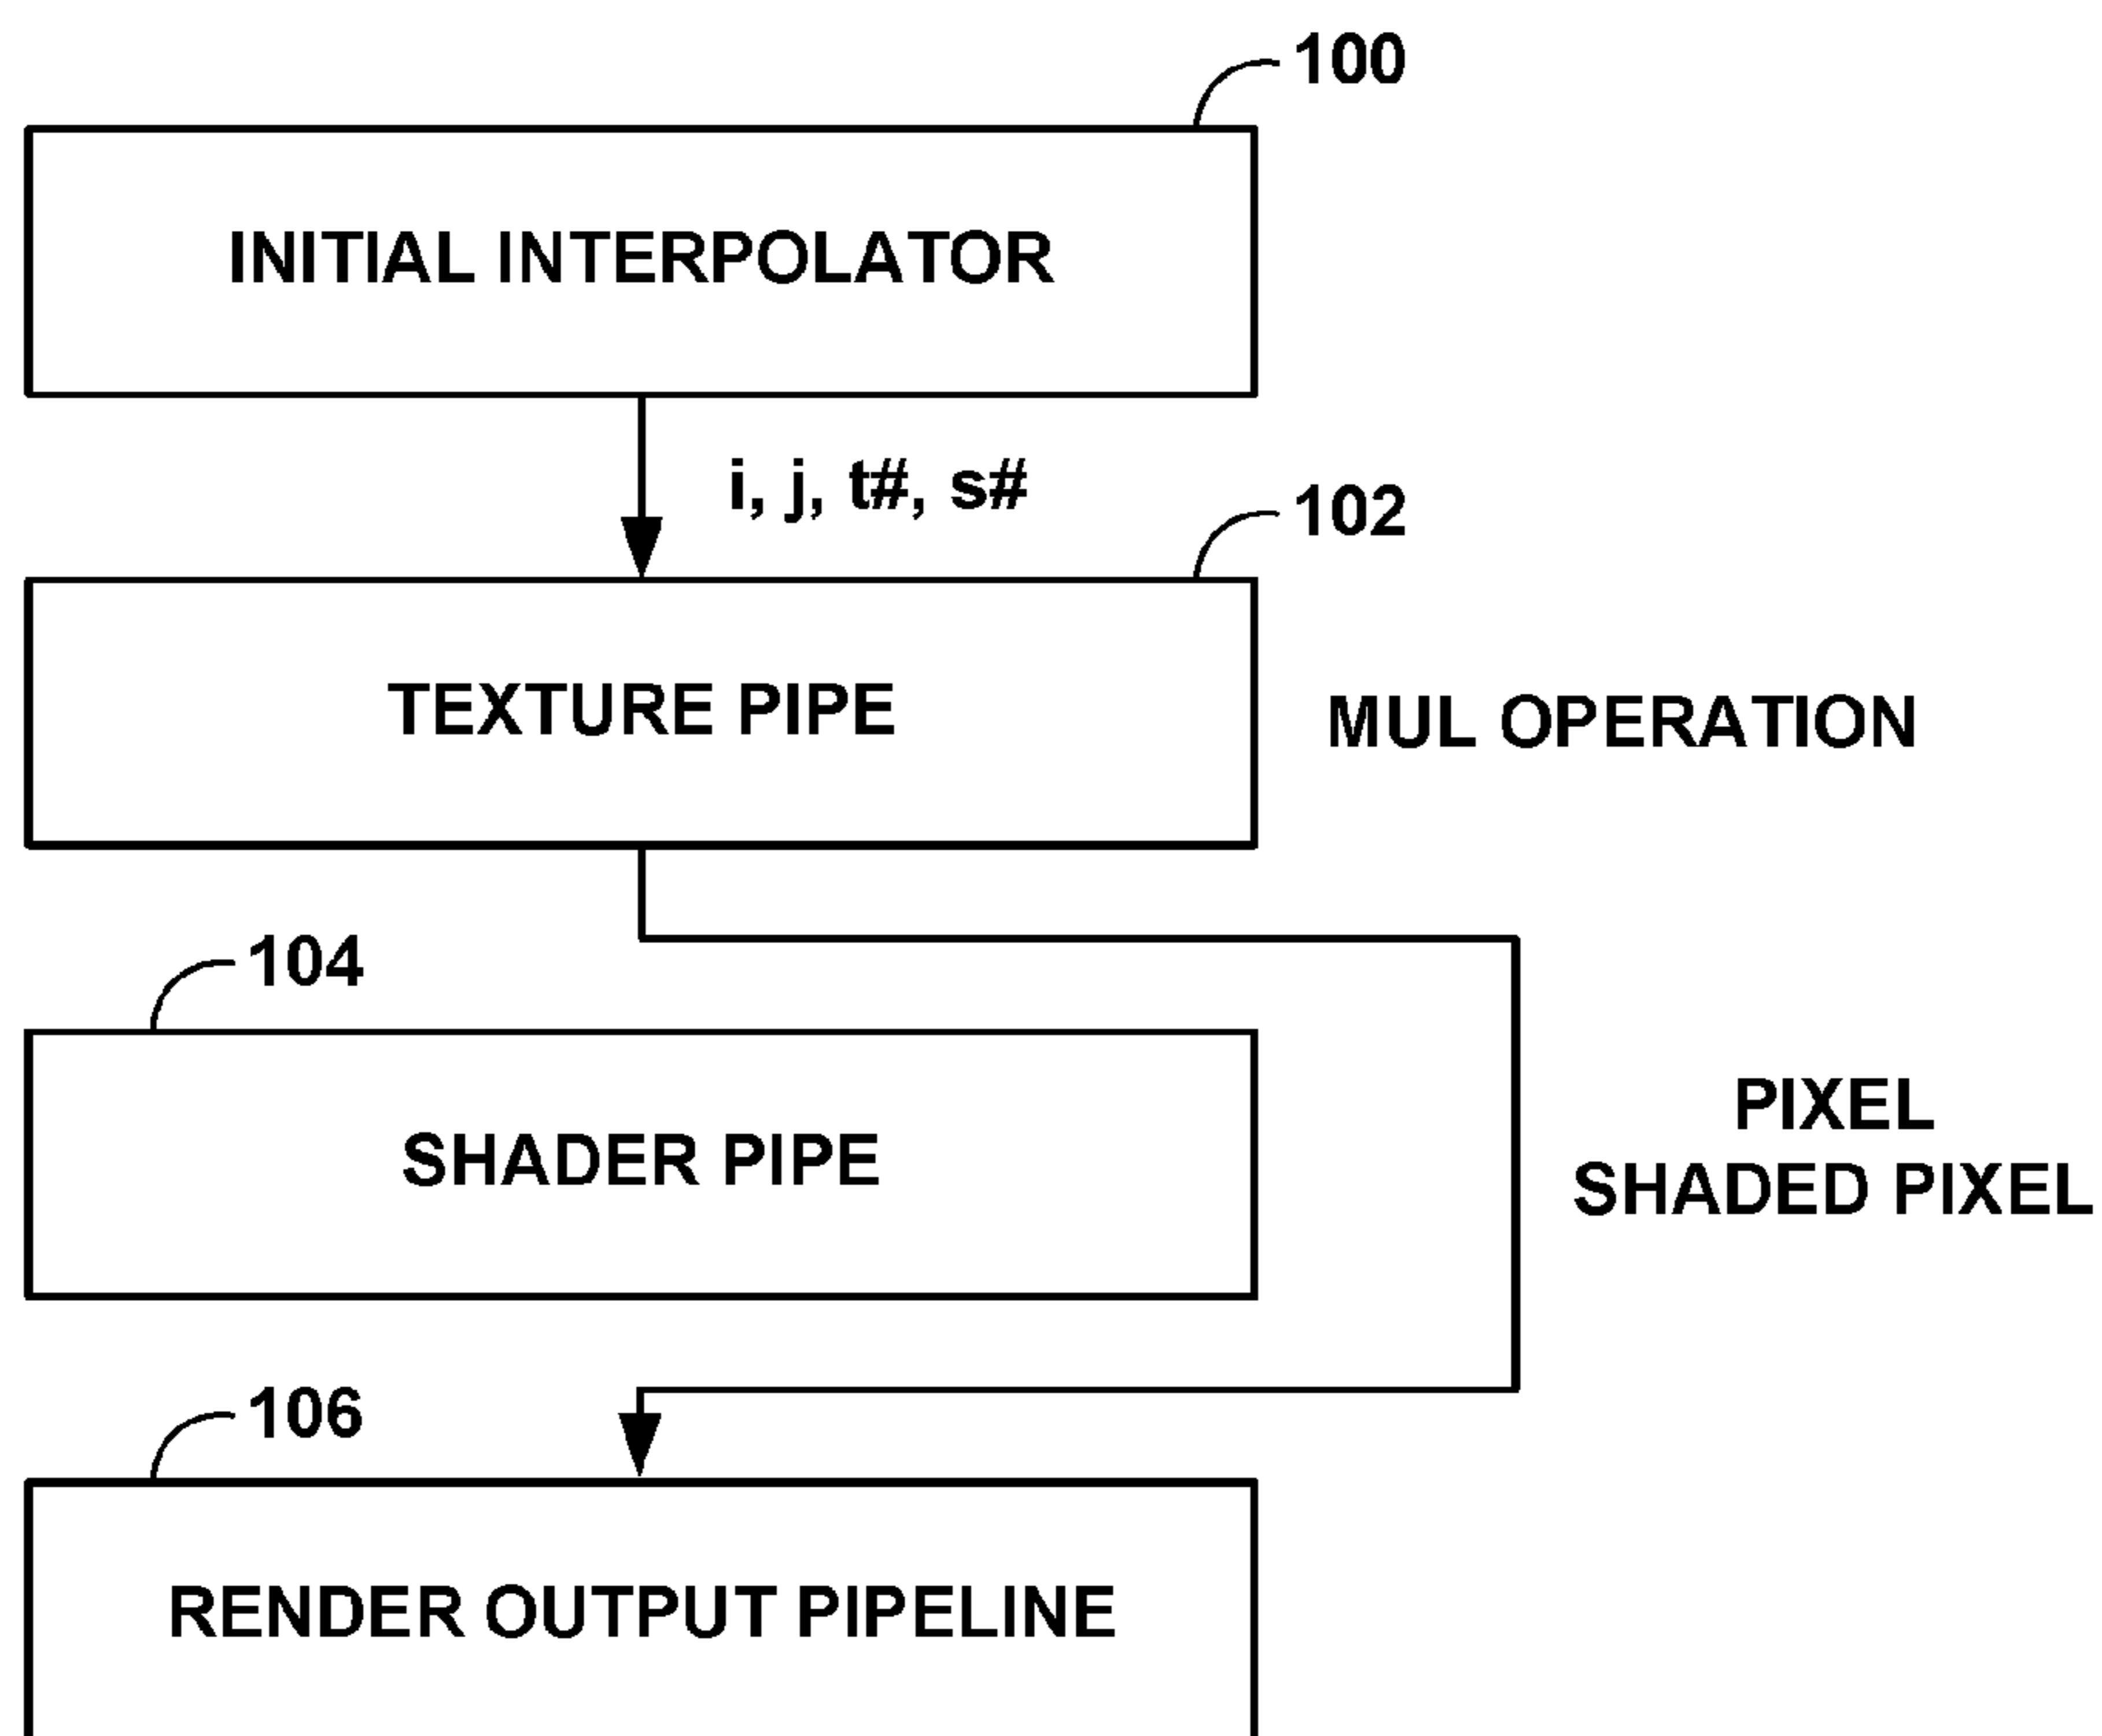 100
INITIAL INTERPOLATOR
i, j, t#, s#
102
TEXTURE PIPE
MUL OPERATION
104
SHADER PIPE
PIXEL
SHADED PIXEL
106
RENDER OUTPUT PIPELINE